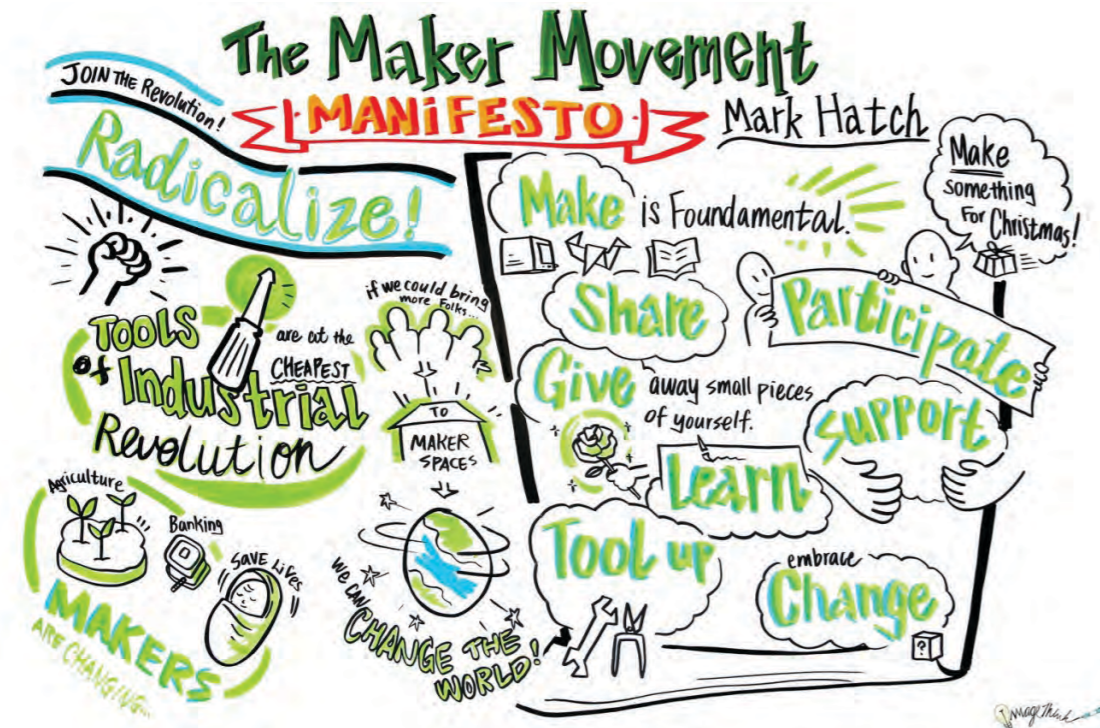 The Maker Movement
MANiFESTO
Mark Hatch
JOIN THE Revolution!
Radicalize!
TOOLS
of Industrial
Revolution
are at the
CHEAPEST
if we could bring
more Folks...
TO
MAKER
SPACES
we can
CHANGE THE
WORLD!
Agriculture
Banking
SAVE LiVES
MAKERS
ARE CHANGING...
Make is Foundamental.
Share
Give away small pieces
of yourself.
Learn
Tool up
Make
something
For Christmas!
Participate
Support
embrace
Change
?
ImageThink